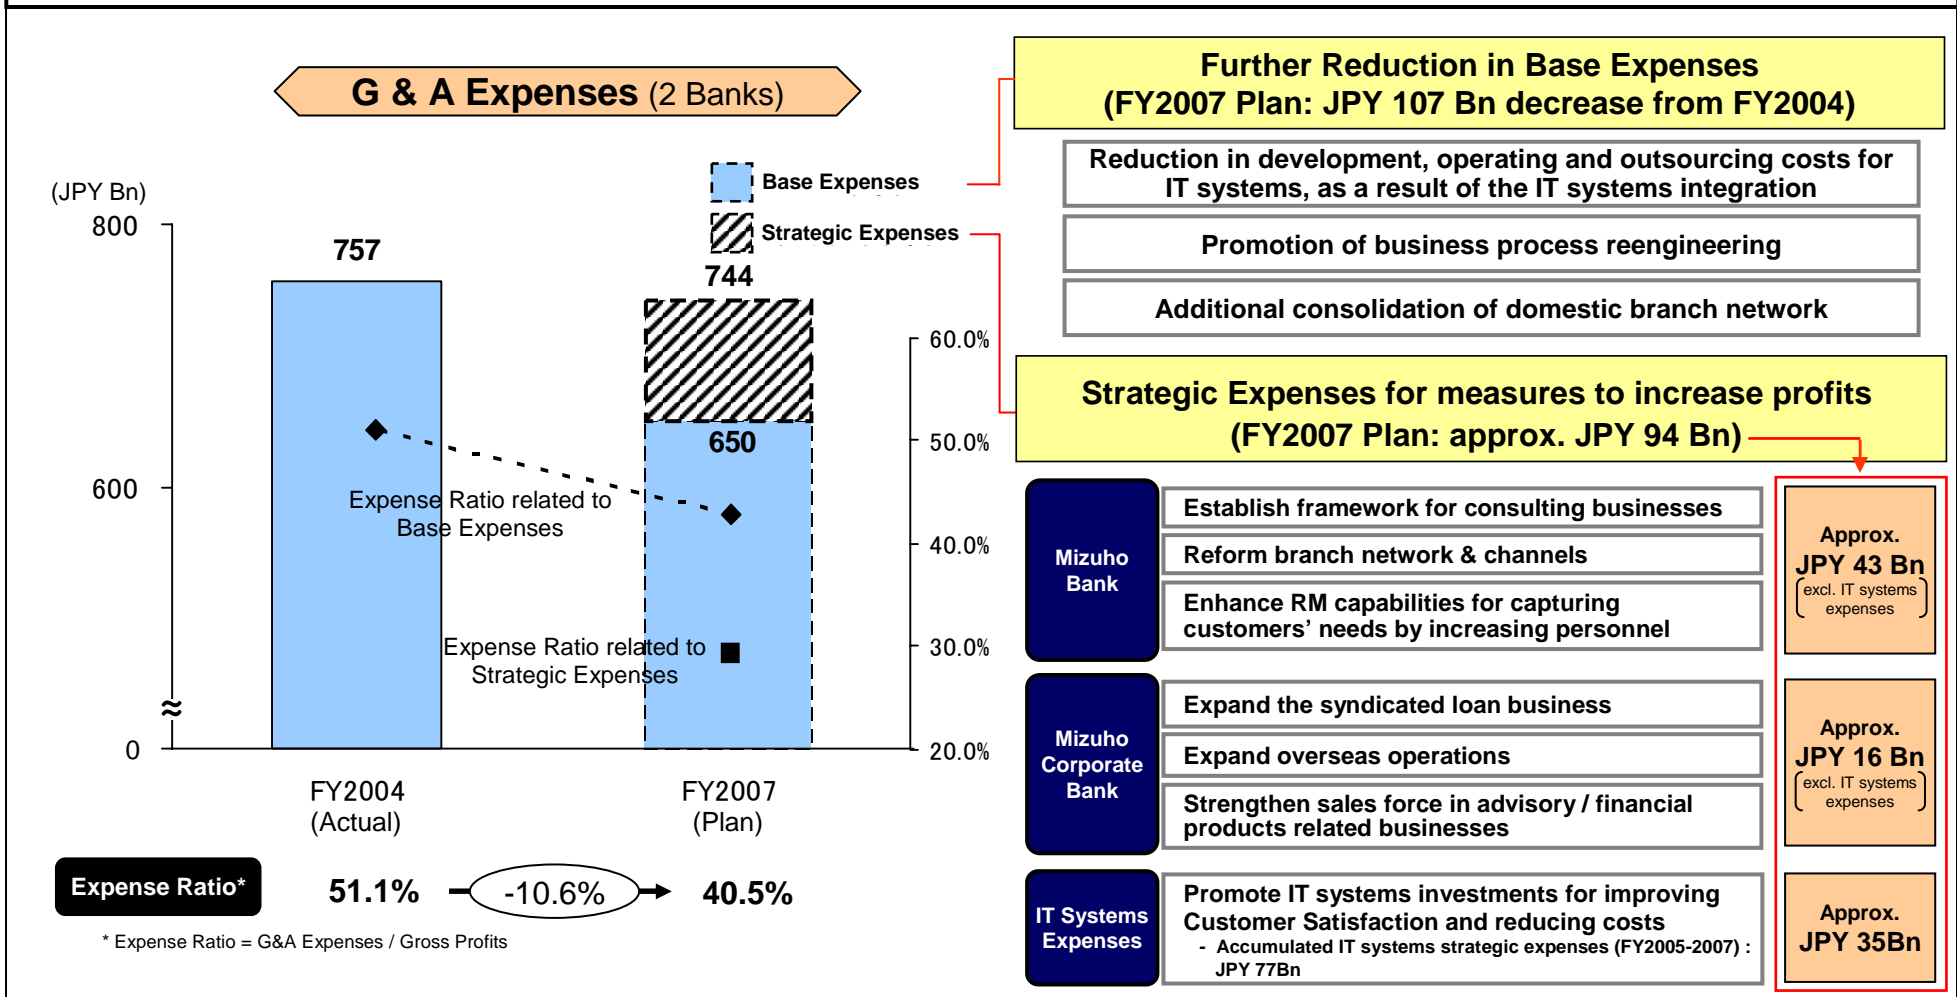 G & A Expenses (2 Banks)
(JPY Bn)
800
600
≈
0
757
744
650
Base Expenses
Strategic Expenses
60.0%
50.0%
40.0%
30.0%
20.0%
Expense Ratio related to
Base Expenses
Expense Ratio related to
Strategic Expenses
FY2004
(Actual)
FY2007
(Plan)
Expense Ratio*
51.1%
-10.6%
40.5%
* Expense Ratio = G&A Expenses / Gross Profits
Further Reduction in Base Expenses
(FY2007 Plan: JPY 107 Bn decrease from FY2004)
Reduction in development, operating and outsourcing costs for
IT systems, as a result of the IT systems integration
Promotion of business process reengineering
Additional consolidation of domestic branch network
Strategic Expenses for measures to increase profits
(FY2007 Plan: approx. JPY 94 Bn)
Mizuho
Bank
Establish framework for consulting businesses
Reform branch network & channels
Enhance RM capabilities for capturing
customers’ needs by increasing personnel
Approx.
JPY 43 Bn
excl. IT systems
expenses
Mizuho
Corporate
Bank
Expand the syndicated loan business
Expand overseas operations
Strengthen sales force in advisory / financial
products related businesses
Approx.
JPY 16 Bn
excl. IT systems
expenses
IT Systems
Expenses
Promote IT systems investments for improving
Customer Satisfaction and reducing costs
- Accumulated IT systems strategic expenses (FY2005-2007) :
JPY 77Bn
Approx.
JPY 35Bn